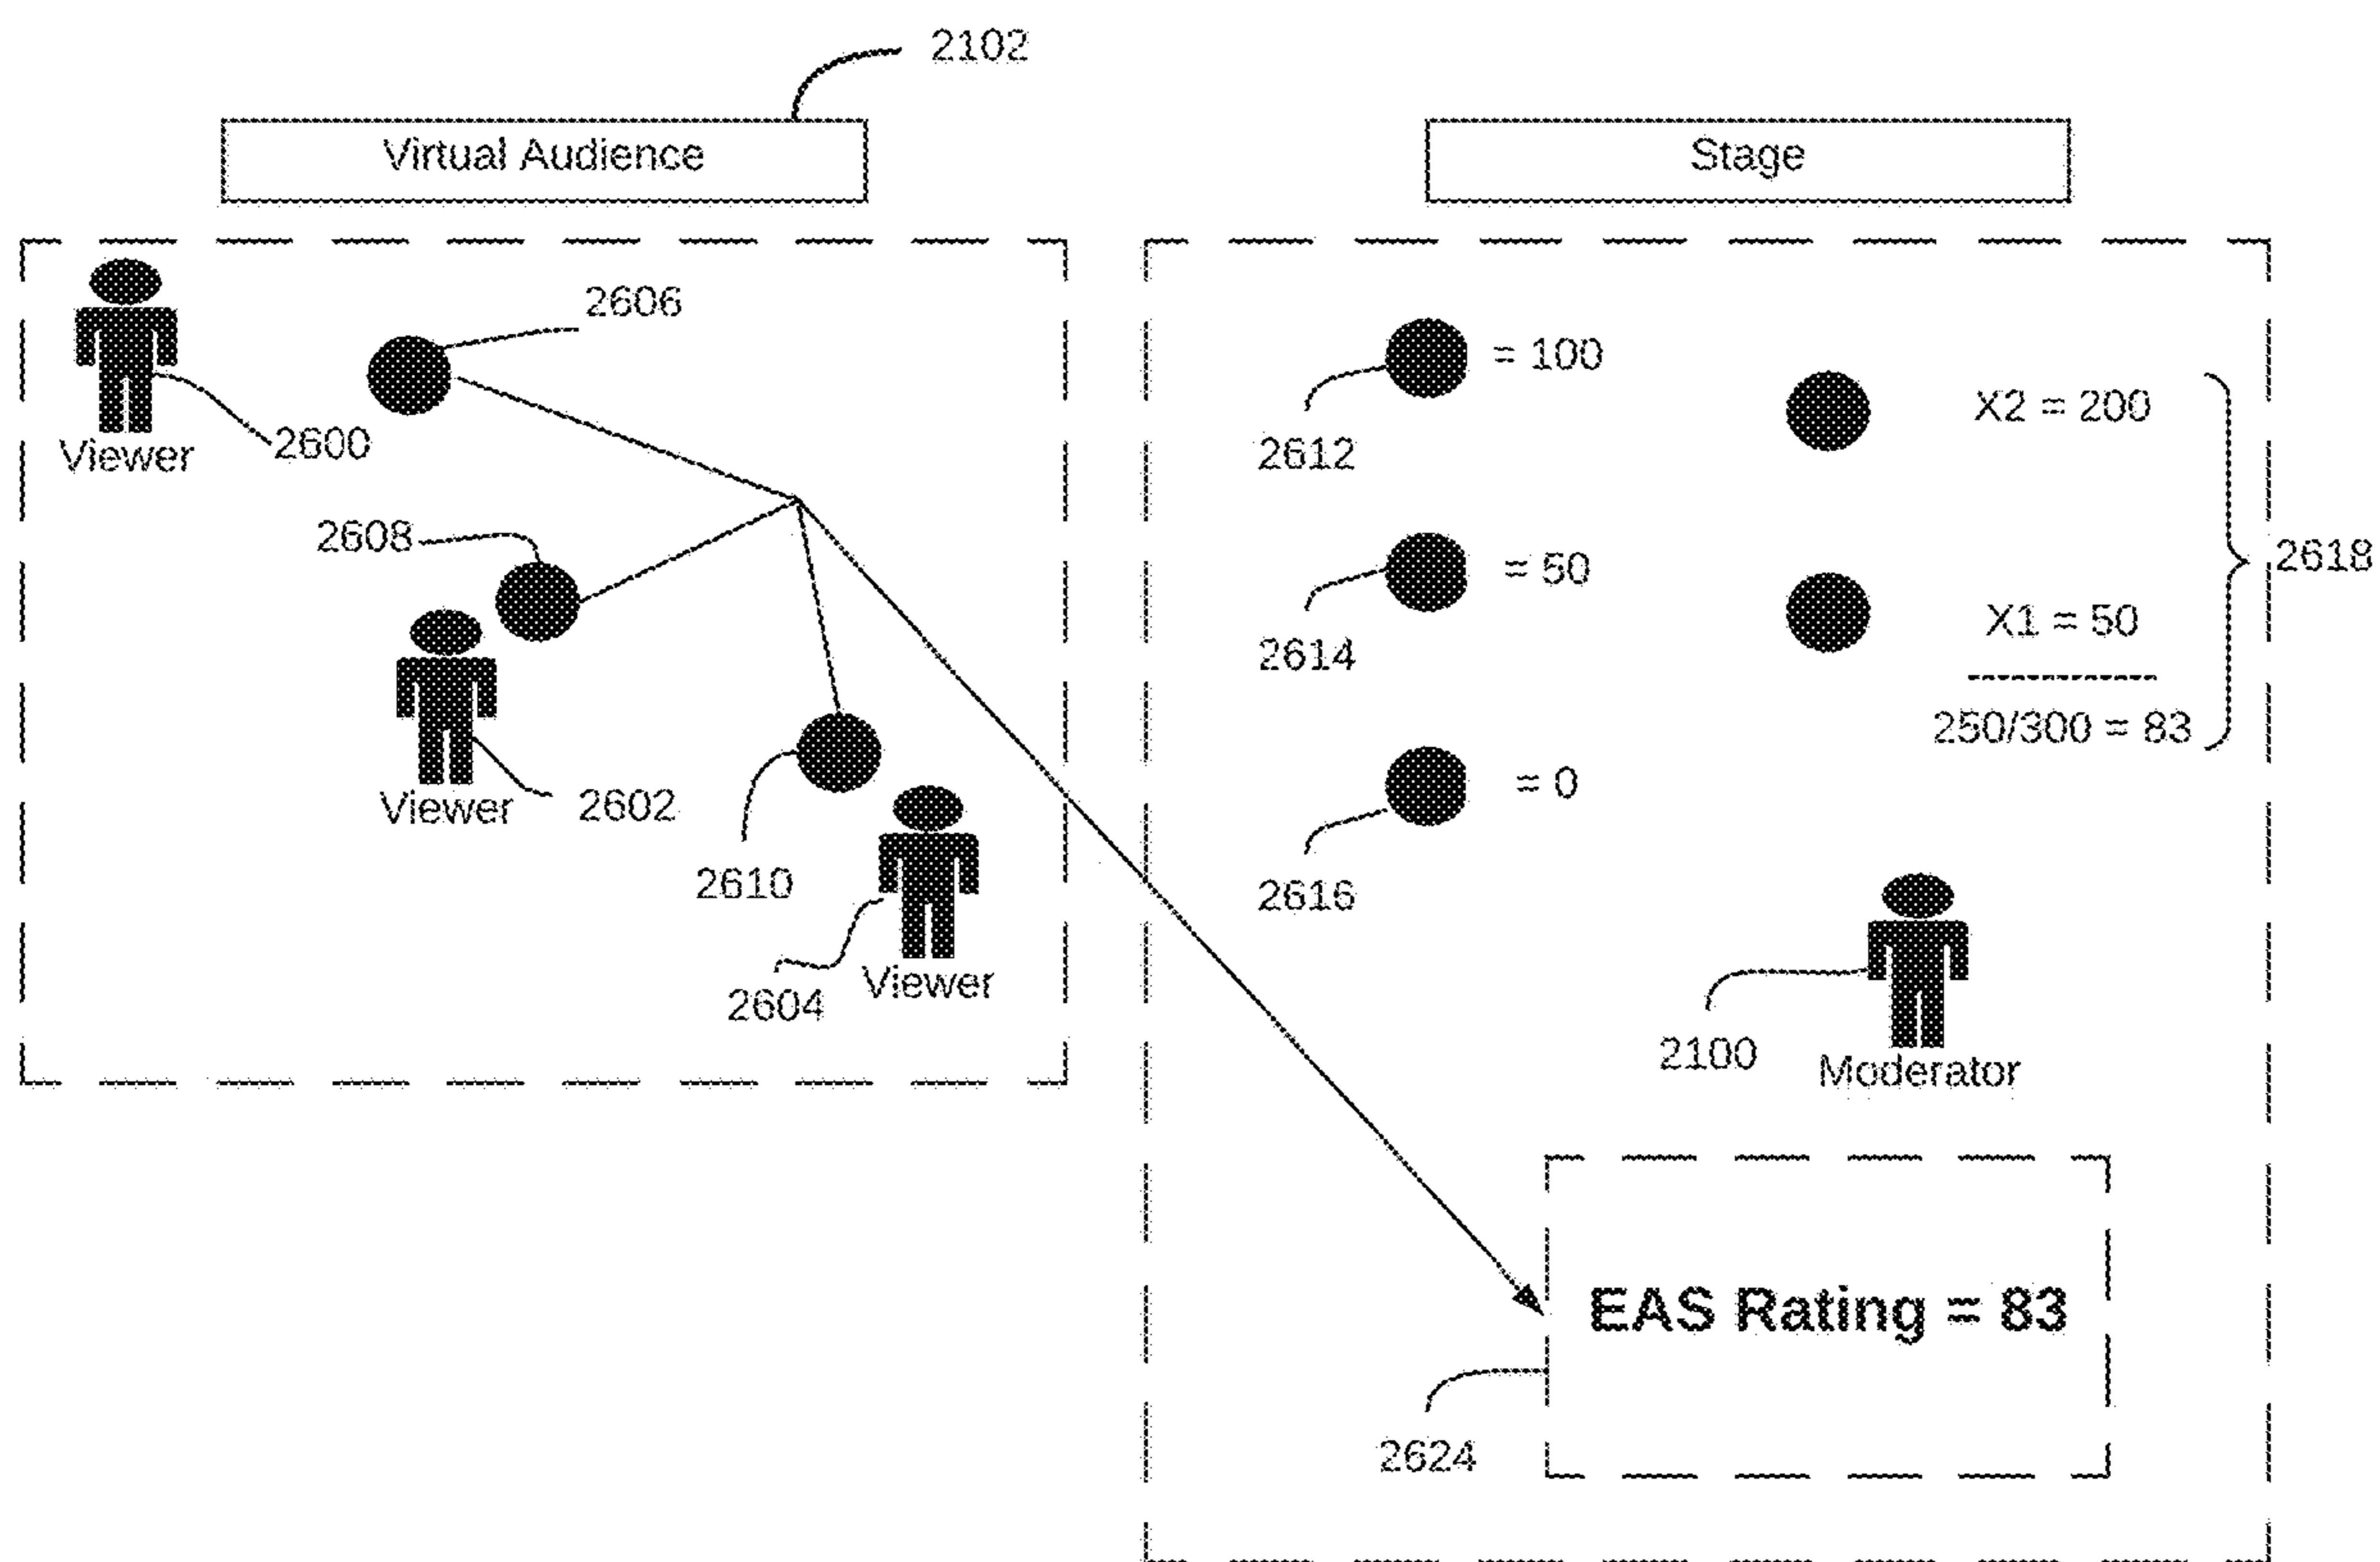 2102
Virtual Audience
Stage
2606
2600
Viewer
2608
Viewer
2602
2610
2604
Viewer
= 100
2612
X2 = 200
= 50
2614
2618
X1 = 50
250/300 = 83
= 0
2616
2100
Moderator
EAS Rating = 83
2624